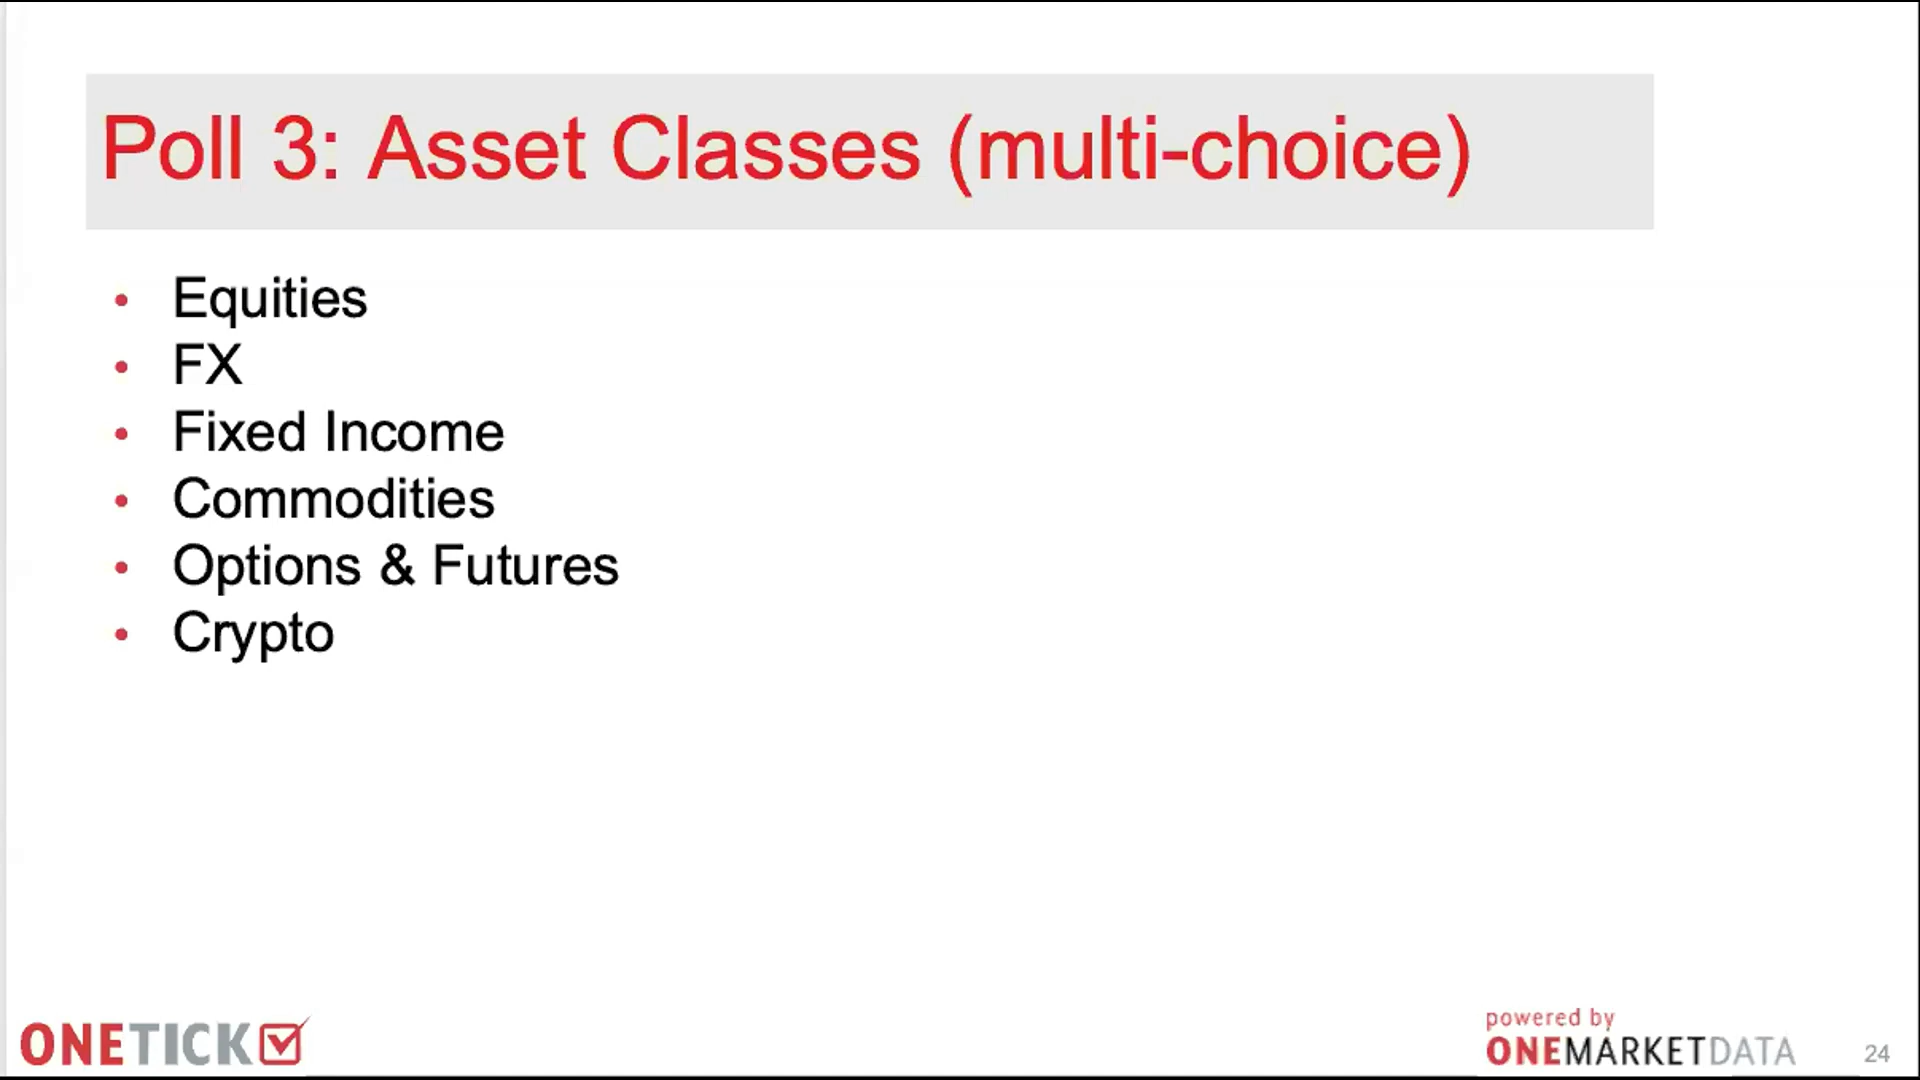 Poll 3: Asset Classes (multi-choice)
• Equities
• FX
• Fixed Income
• Commodities
• Options & Futures
• Crypto
ONETICK
powered by
ONEMARKETDATA
24